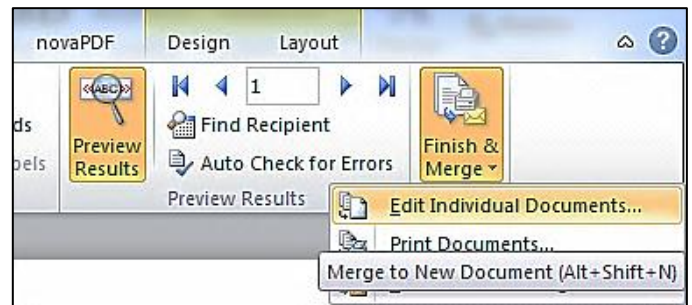 novaPDF Design Layout
«ABC»
1
ds
Find Recipient
Preview
Finish &
bels
Results
Auto Check for Errors
Merge
Preview Results
Edit Individual Documents...
Print Documents...
Merge to New Document (Alt+Shift+N)